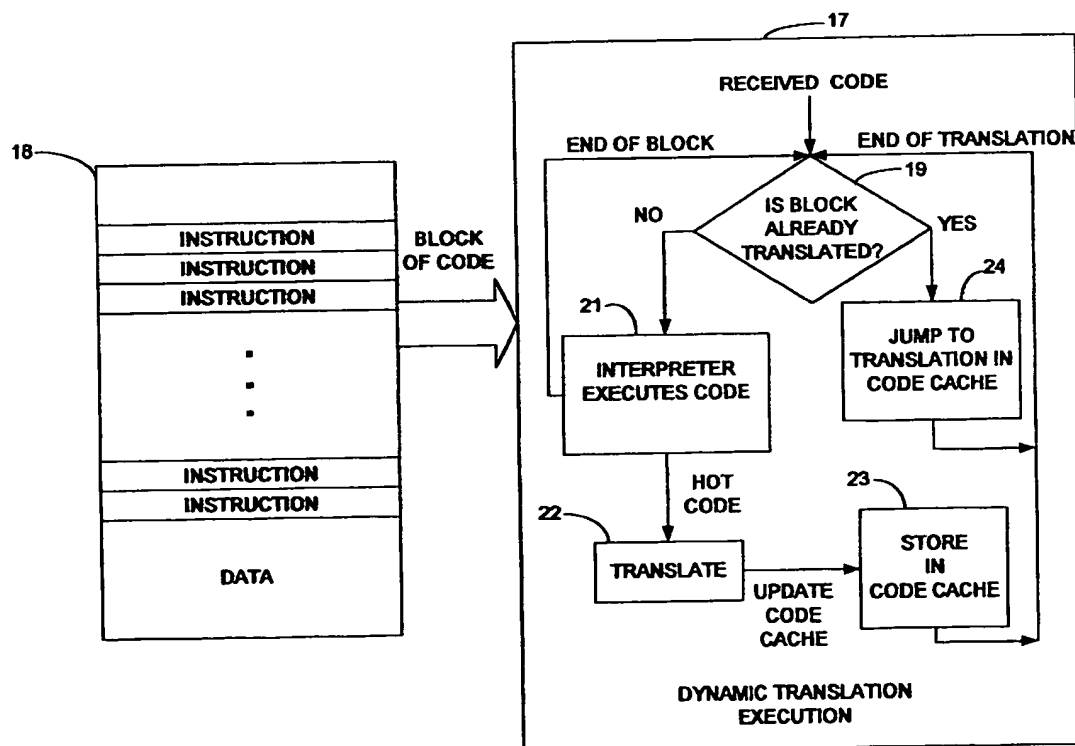 17
RECEIVED CODE
18
END OF BLOCK
END OF TRANSLATION
19
NO
IS BLOCK
ALREADY
TRANSLATED?
YES
INSTRUCTION
INSTRUCTION
INSTRUCTION
BLOCK
OF CODE
21
24
INTERPRETER
EXECUTES CODE
JUMP TO
TRANSLATION IN
CODE CACHE
INSTRUCTION
INSTRUCTION
HOT
CODE
22
23
DATA
TRANSLATE
UPDATE
CODE
CACHE
STORE
IN
CODE CACHE
DYNAMIC TRANSLATION
EXECUTION